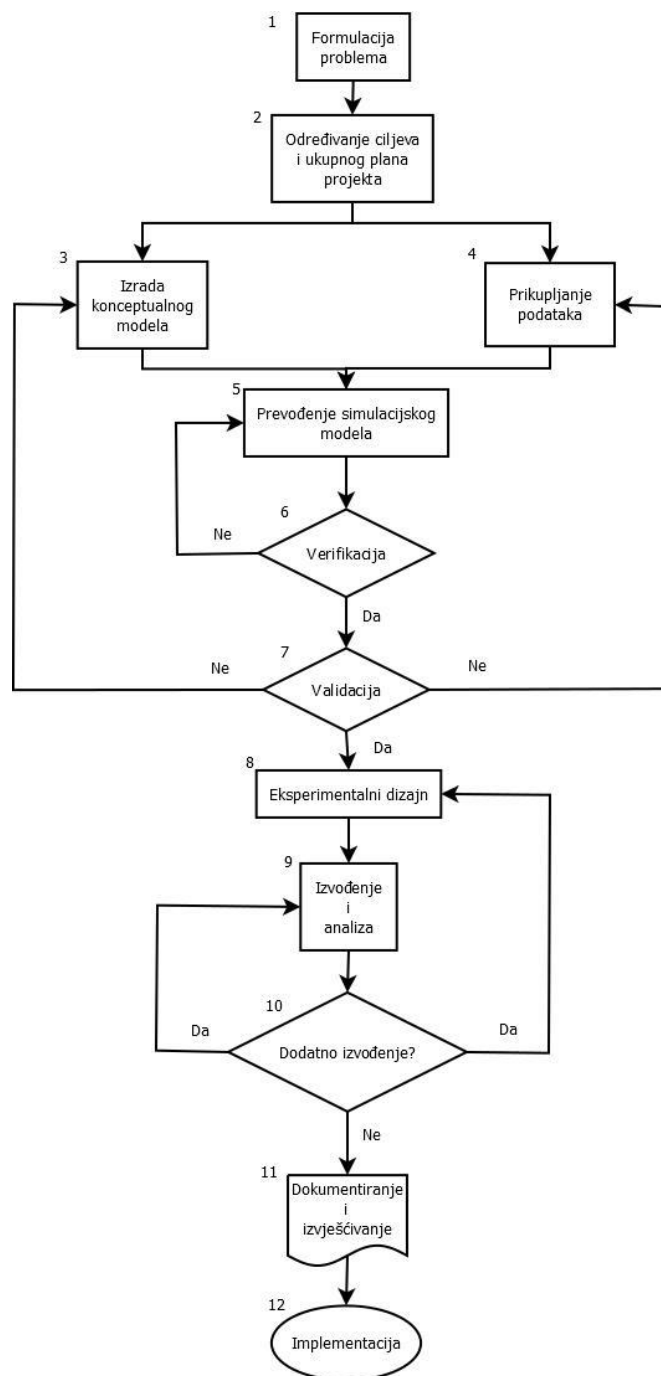 1
Formulacija
problema
2
Određivanje ciljeva
i ukupnog plana
projekta
3
Izrada
konceptualnog
modela
4
Prikupljanje
podataka
5
Prevođenje simulacijskog
modela
6
Ne
Verifikacija
Da
7
Ne
Validacija
Ne
Da
8
Eksperimentalni dizajn
9
Izvođenje
i
analiza
10
Da
Dodatno izvođenje?
Da
Ne
11
Dokumentiranje
i
izvješćivanje
12
Implementacija